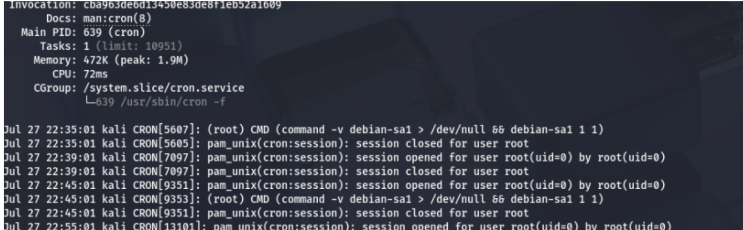 Invocation: cba963de6d13450e83de8f1eb52a1609
Docs: man:cron(8)
Main PID: 639 (cron)
Tasks: 1 (limit: 10951)
Memory: 472K (peak: 1.9M)
CPU: 72ms
CGroup: /system.slice/cron.service
└─639 /usr/sbin/cron -f
Jul 27 22:35:01 kali CRON[5607]: (root) CMD (command -v debian-sa1 > /dev/null && debian-sa1 1 1)
Jul 27 22:35:01 kali CRON[5605]: pam_unix(cron:session): session closed for user root
Jul 27 22:39:01 kali CRON[7097]: pam_unix(cron:session): session opened for user root(uid=0) by root(uid=0)
Jul 27 22:39:01 kali CRON[7097]: pam_unix(cron:session): session closed for user root
Jul 27 22:45:01 kali CRON[9351]: pam_unix(cron:session): session opened for user root(uid=0) by root(uid=0)
Jul 27 22:45:01 kali CRON[9353]: (root) CMD (command -v debian-sa1 > /dev/null && debian-sa1 1 1)
Jul 27 22:45:01 kali CRON[9351]: pam_unix(cron:session): session closed for user root
Jul 27 22:55:01 kali CRON[13101]: pam_unix(cron:session): session opened for user root(uid=0) by root(uid=0)